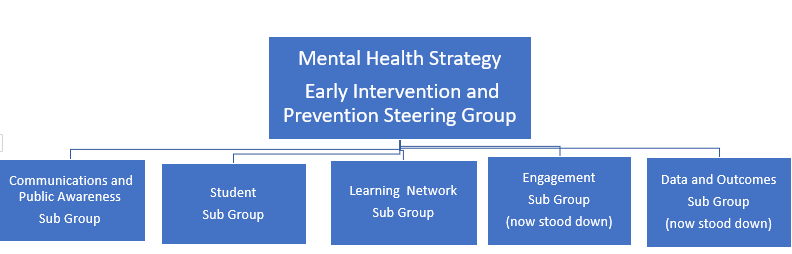 Mental Health Strategy
Early Intervention and
Prevention Steering Group
Communications and
Public Awareness
Sub Group
Student
Sub Group
Learning Network
Sub Group
Engagement
Sub Group
(now stood down)
Data and Outcomes
Sub Group
(now stood down)